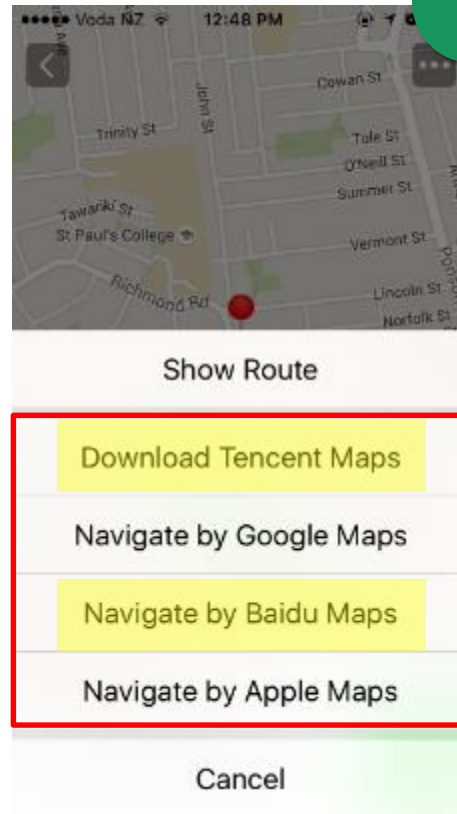 Voda NZ 12:48 PM
John St
Cowan St
Trinity St
Tole St
O'Neill St
Summer St
Tawariki St
St Paul's College
Vermont St
Richmond Rd
Lincoln St
Norfolk St
Show Route
Download Tencent Maps
Navigate by Google Maps
Navigate by Baidu Maps
Navigate by Apple Maps
Cancel